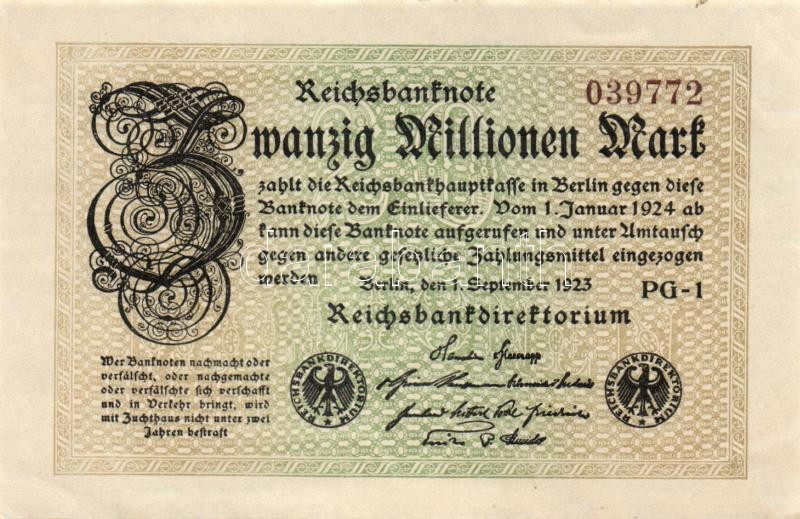 Reichsbanknote
039772
Zwanzig Millionen Mark
zahlt die Reichsbankhauptkasse in Berlin gegen diese
Banknote dem Einlieferer. Vom 1. Januar 1924 ab
kann diese Banknote aufgerufen und unter Umtausch
gegen andere gesetzliche Zahlungsmittel eingezogen
werden
Berlin, den 1. September 1923
PG-1
Reichsbankdirektorium
Wer Banknoten nachmacht oder
verfälscht, oder nachgemachte
oder verfälschte sich verschafft
und in Verkehr bringt, wird
mit Zuchthaus nicht unter zwei
Jahren bestraft
REICHSBANKDIREKTORIUM
REICHSBANKDIREKTORIUM
darabanth